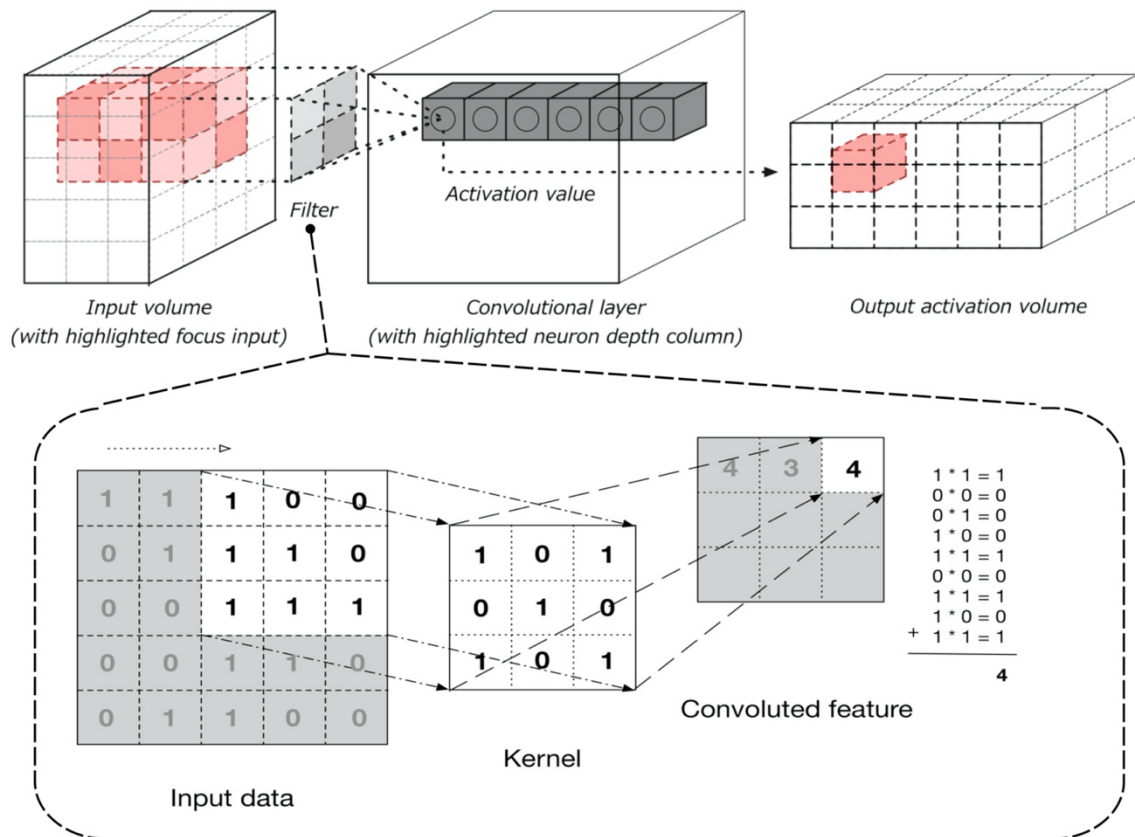 Filter
Activation value
Input volume
(with highlighted focus input)
Convolutional layer
(with highlighted neuron depth column)
Output activation volume
1 1 1 0 0
0 1 1 1 0
0 0 1 1 1
0 0 1 1 0
0 1 1 0 0
Input data
1 0 1
0 1 0
1 0 1
Kernel
4 3 4
Convoluted feature
1 * 1 = 1
0 * 0 = 0
0 * 1 = 0
1 * 0 = 0
1 * 1 = 1
0 * 0 = 0
1 * 1 = 1
1 * 0 = 0
+ 1 * 1 = 1
4